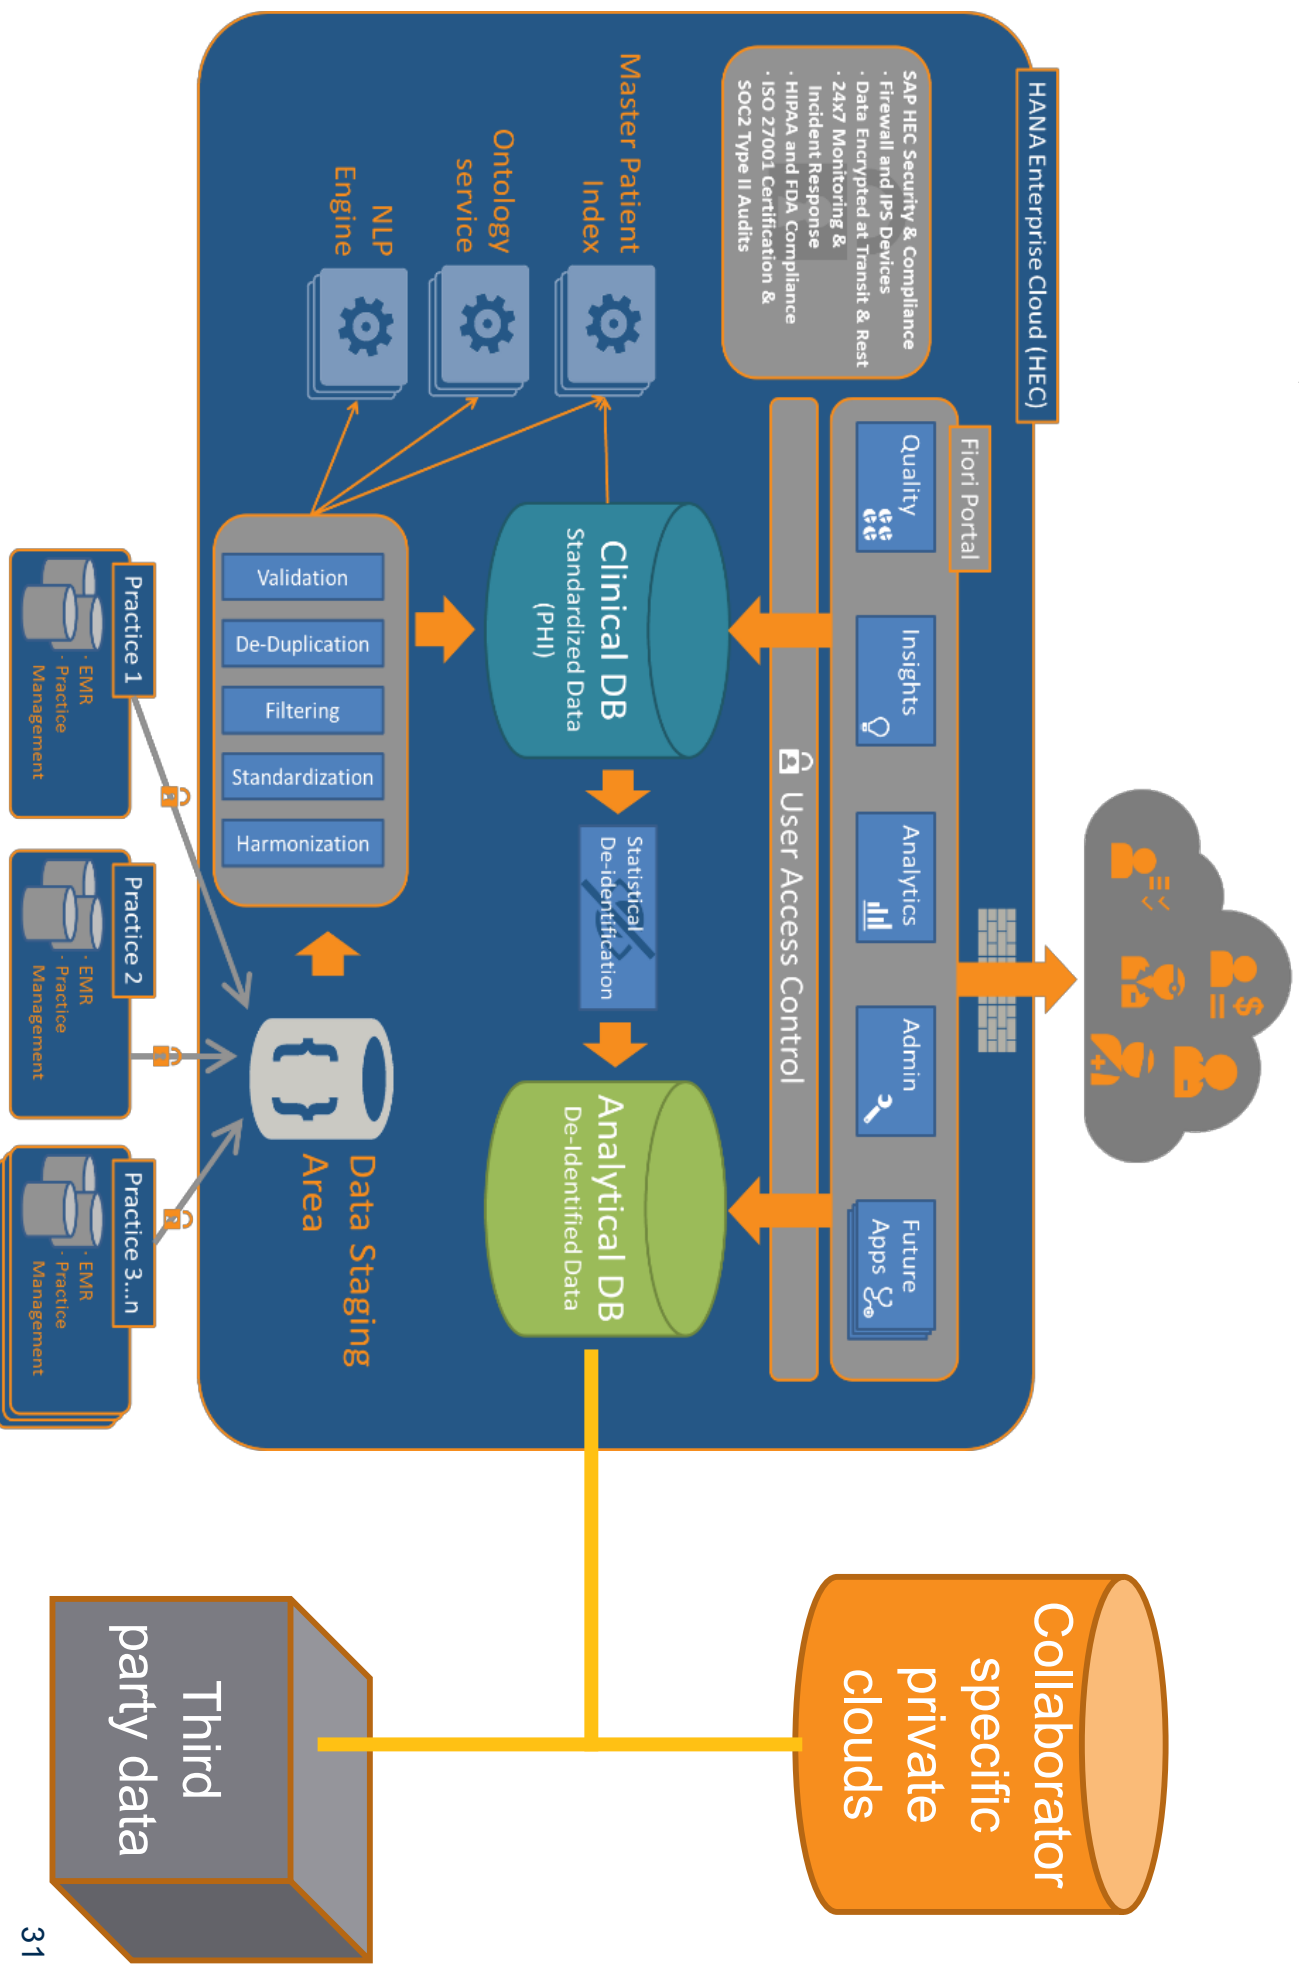 HANA Enterprise Cloud (HEC)
SAP HEC Security & Compliance
· Firewall and IPS Devices
· Data Encrypted at Transit & Rest
· 24x7 Monitoring &
Incident Response
· HIPAA and FDA Compliance
· ISO 27001 Certification &
SOC2 Type II Audits
Fiori Portal
Quality
Insights
Analytics
Admin
Future
Apps
User Access Control
Master Patient
Index
Ontology
service
NLP
Engine
Clinical DB
Standardized Data
(PHI)
Statistical
De-identification
Analytical DB
De-Identified Data
Validation
De-Duplication
Filtering
Standardization
Harmonization
Data Staging
Area
Practice 1
· EMR
· Practice
Management
Practice 2
· EMR
· Practice
Management
Practice 3...n
· EMR
· Practice
Management
Collaborator
specific
private
clouds
Third
party data
31